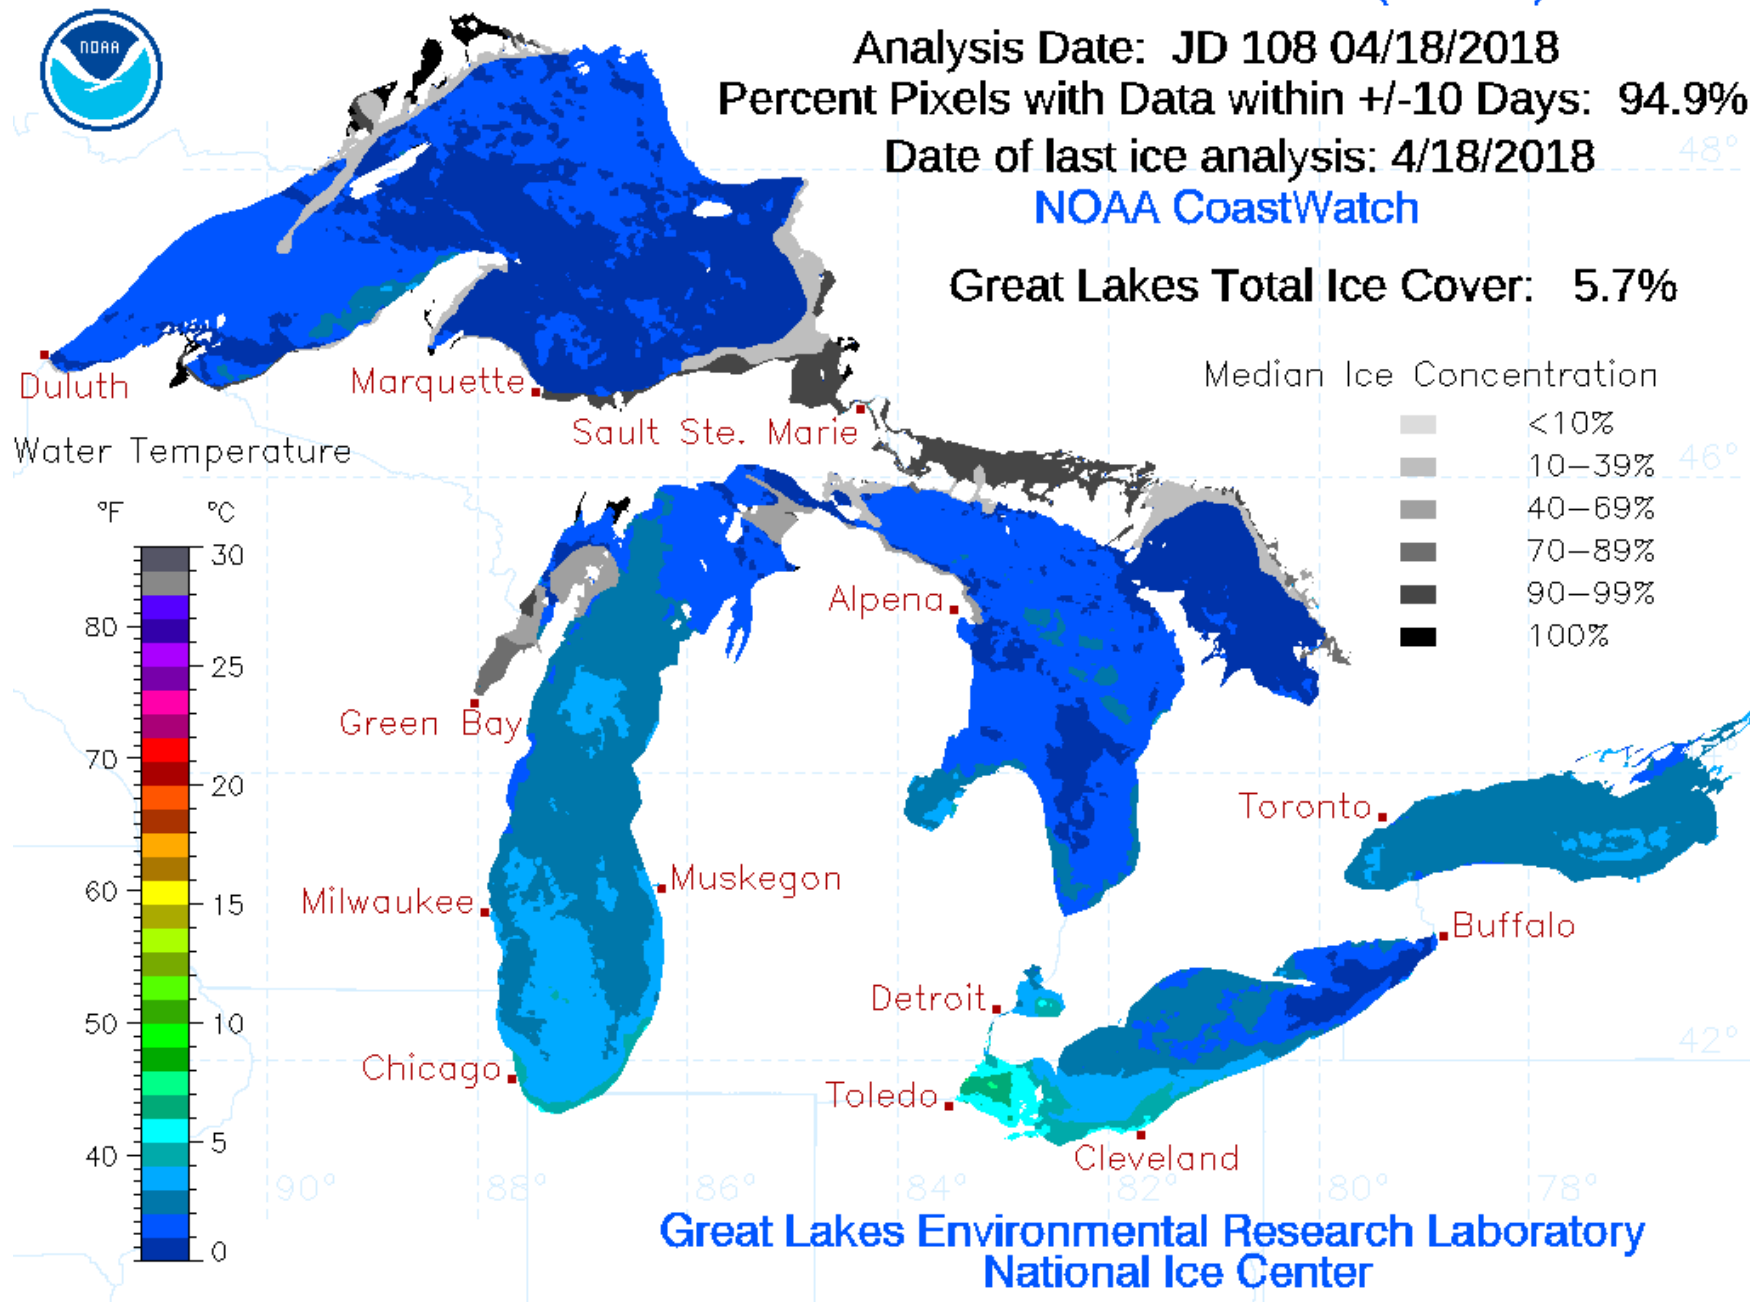 NOAA
Analysis Date: JD 108 04/18/2018
Percent Pixels with Data within +/-10 Days: 94.9%
Date of last ice analysis: 4/18/2018
NOAA CoastWatch
48°
Great Lakes Total Ice Cover: 5.7%
Median Ice Concentration
<10%
10-39%
40-69%
70-89%
90-99%
100%
46°
Duluth
Marquette
Sault Ste. Marie
Water Temperature
°F °C
30
80
25
70
20
60
15
50
10
40
5
0
Alpena
Green Bay
Toronto
Muskegon
Milwaukee
Buffalo
Detroit
42°
Chicago
Toledo
Cleveland
90° 88° 86° 84° 82° 80° 78°
Great Lakes Environmental Research Laboratory
National Ice Center